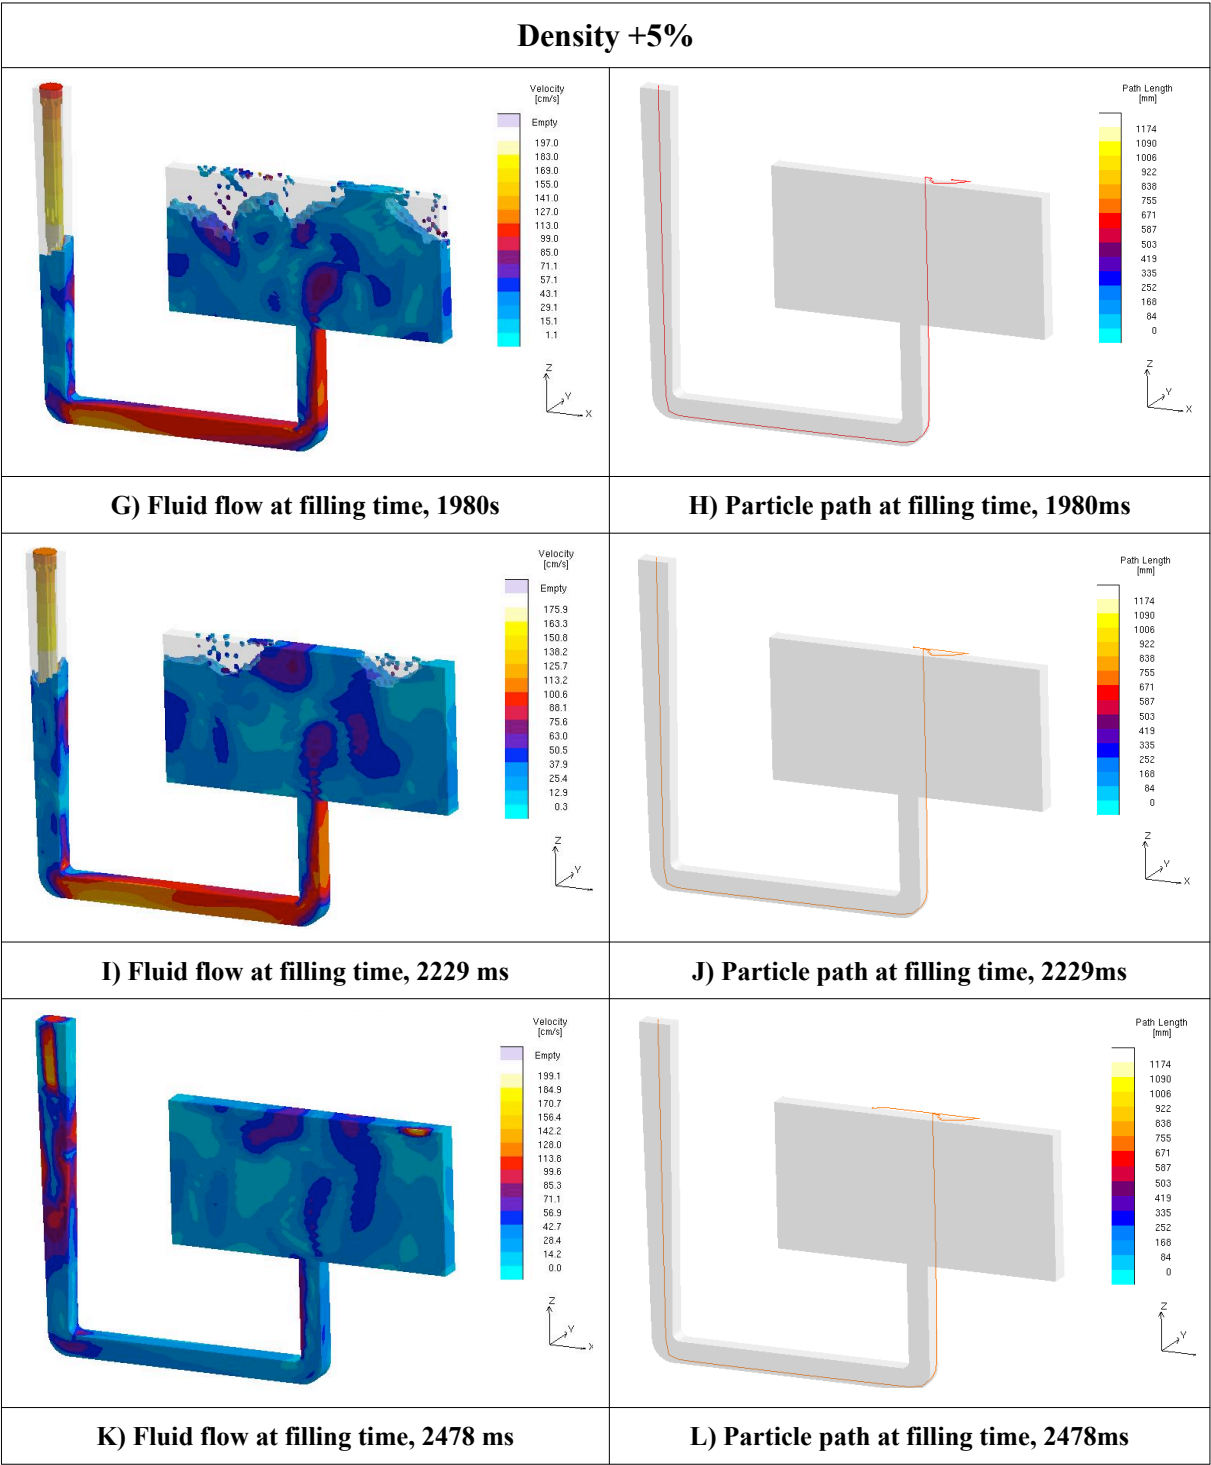 Density +5%
Velocity
[cm/s]
Empty
197.0
183.0
169.0
155.0
141.0
127.0
113.0
99.0
85.0
71.1
57.1
43.1
29.1
15.1
1.1
Z
Y
X
Path Length
[mm]
1174
1090
1006
922
838
755
671
587
503
419
335
252
168
84
0
Z
Y
X
G) Fluid flow at filling time, 1980s
H) Particle path at filling time, 1980ms
Velocity
[cm/s]
Empty
175.9
163.3
150.8
138.2
125.7
113.2
100.6
88.1
75.6
63.0
50.5
37.9
25.4
12.9
0.3
Z
Y
Path Length
[mm]
1174
1090
1006
922
838
755
671
587
503
419
335
252
168
84
0
Z
Y
X
I) Fluid flow at filling time, 2229 ms
J) Particle path at filling time, 2229ms
Velocity
[cm/s]
Empty
199.1
184.9
170.7
156.4
142.2
128.0
113.8
99.6
85.3
71.1
56.9
42.7
28.4
14.2
0.0
Z
Y
X
Path Length
[mm]
1174
1090
1006
922
838
755
671
587
503
419
335
252
168
84
0
Z
Y
K) Fluid flow at filling time, 2478 ms
L) Particle path at filling time, 2478ms